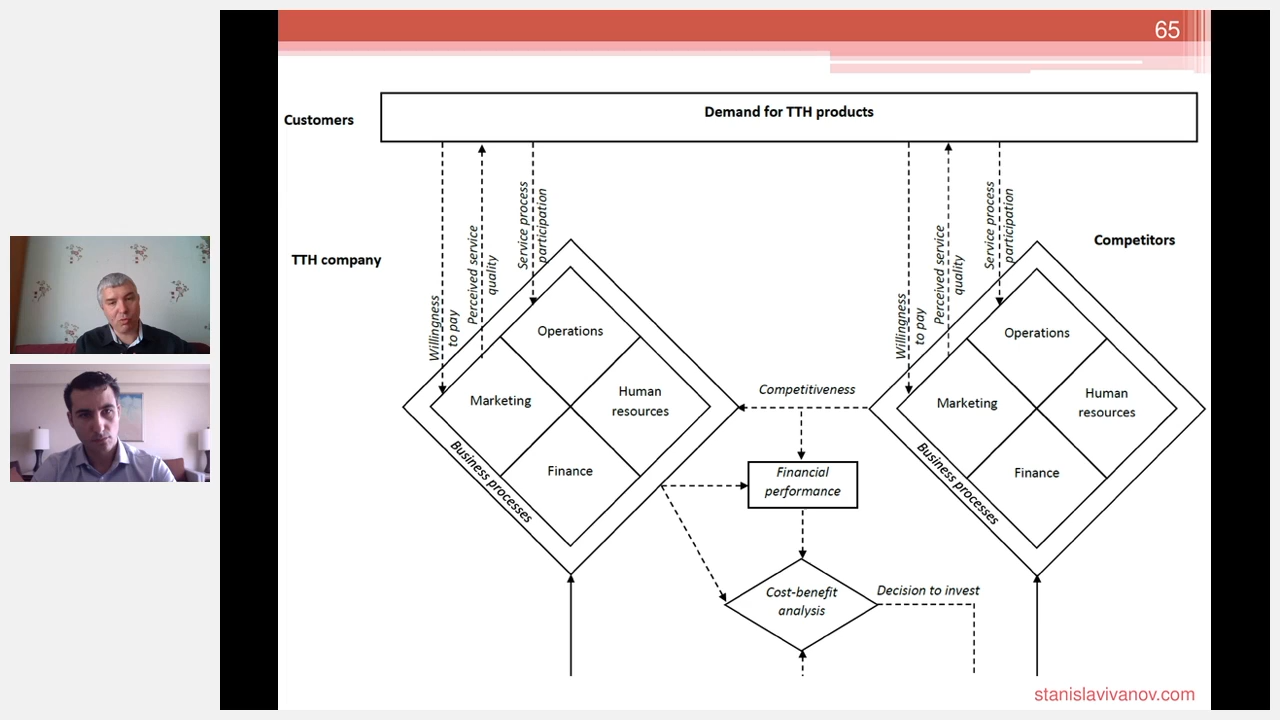 65
Demand for TTH products
Customers
Willingness
to pay
Perceived service
quality
Service process
participation
Willingness
to pay
Perceived service
quality
Service process
participation
TTH company
Competitors
Operations
Marketing
Human
resources
Finance
Business processes
Competitiveness
Financial
performance
Cost-benefit
analysis
Decision to invest
Operations
Marketing
Human
resources
Finance
Business processes
stanislavivanov.com